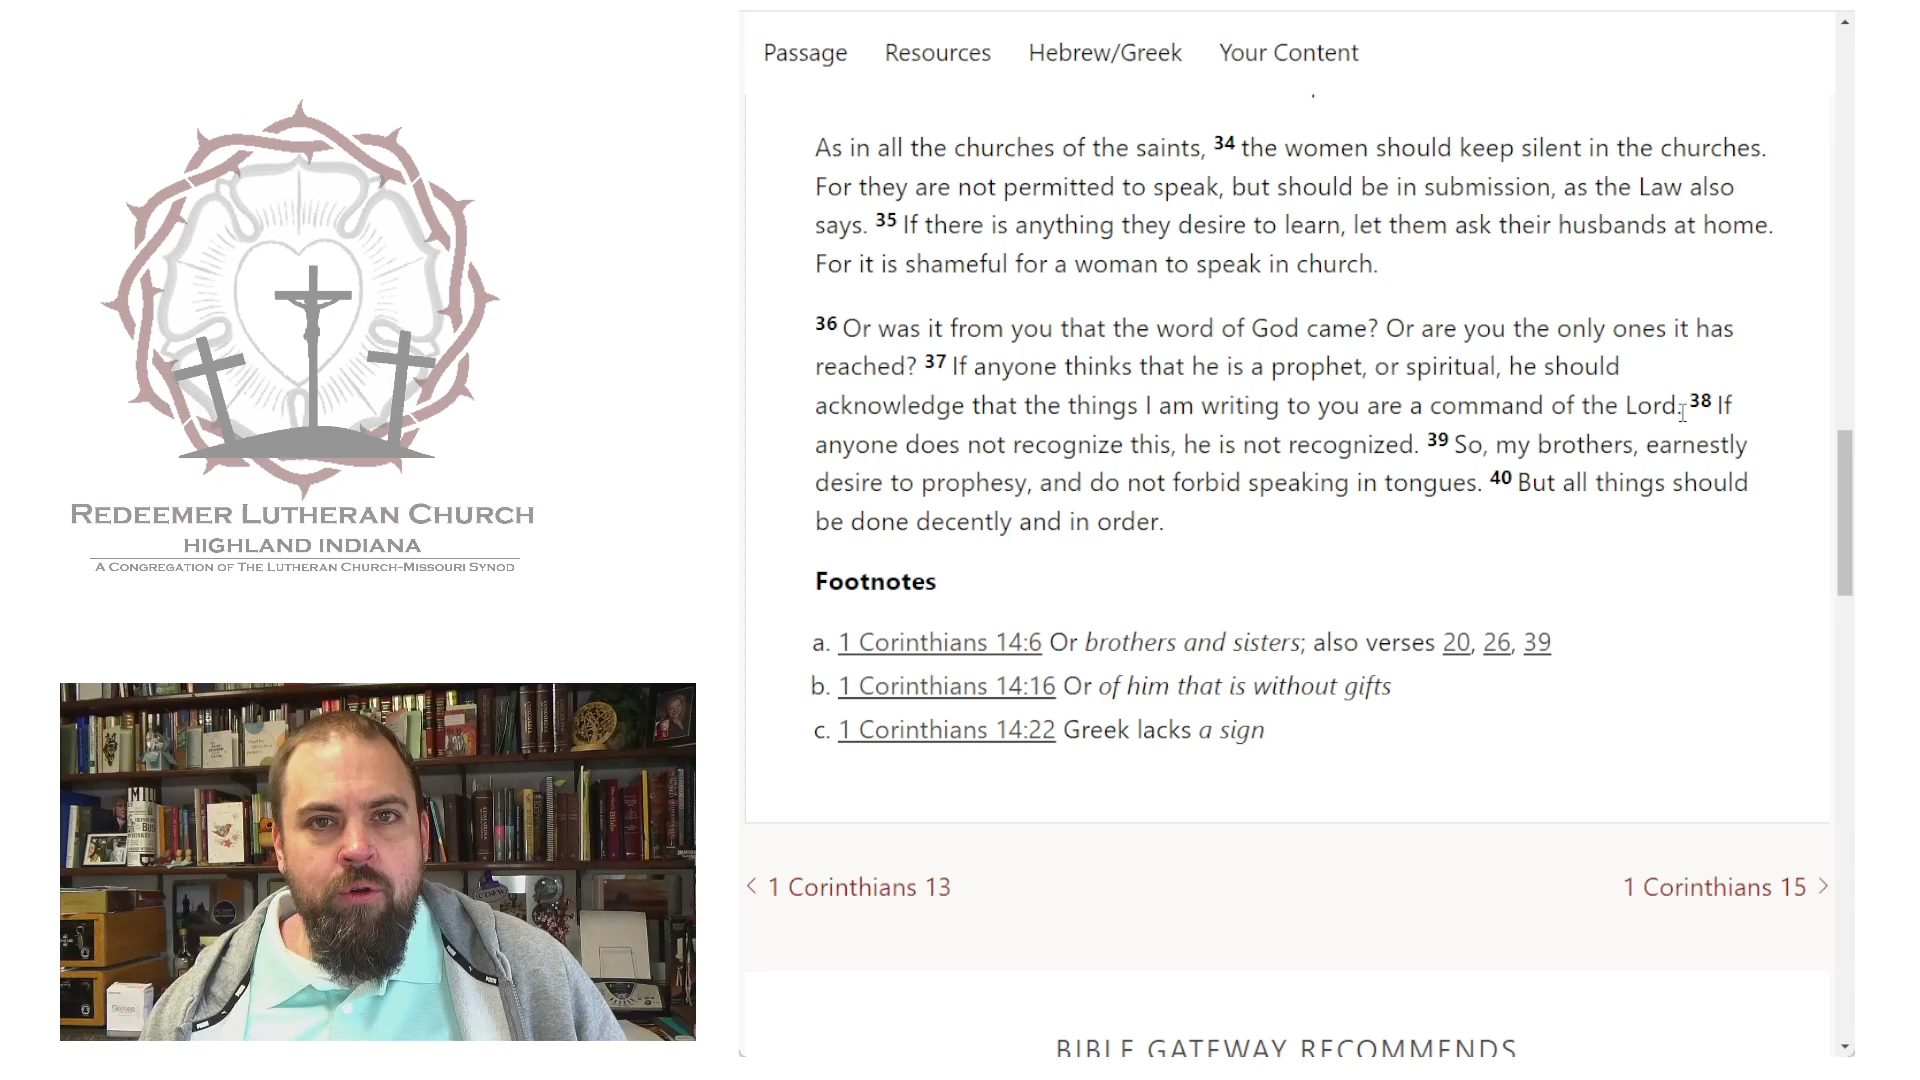 Passage Resources Hebrew/Greek Your Content
As in all the churches of the saints, 34 the women should keep silent in the churches.
For they are not permitted to speak, but should be in submission, as the Law also
says. 35 If there is anything they desire to learn, let them ask their husbands at home.
For it is shameful for a woman to speak in church.
36 Or was it from you that the word of God came? Or are you the only ones it has
reached? 37 If anyone thinks that he is a prophet, or spiritual, he should
acknowledge that the things I am writing to you are a command of the Lord. 38 If
anyone does not recognize this, he is not recognized. 39 So, my brothers, earnestly
desire to prophesy, and do not forbid speaking in tongues. 40 But all things should
be done decently and in order.
Footnotes
a. 1 Corinthians 14:6 Or brothers and sisters; also verses 20, 26, 39
b. 1 Corinthians 14:16 Or of him that is without gifts
c. 1 Corinthians 14:22 Greek lacks a sign
< 1 Corinthians 13
1 Corinthians 15 >
BIBLE GATEWAY RECOMMENDS
REDEEMER LUTHERAN CHURCH
HIGHLAND INDIANA
A CONGREGATION OF THE LUTHERAN CHURCH-MISSOURI SYNOD
CTSFW